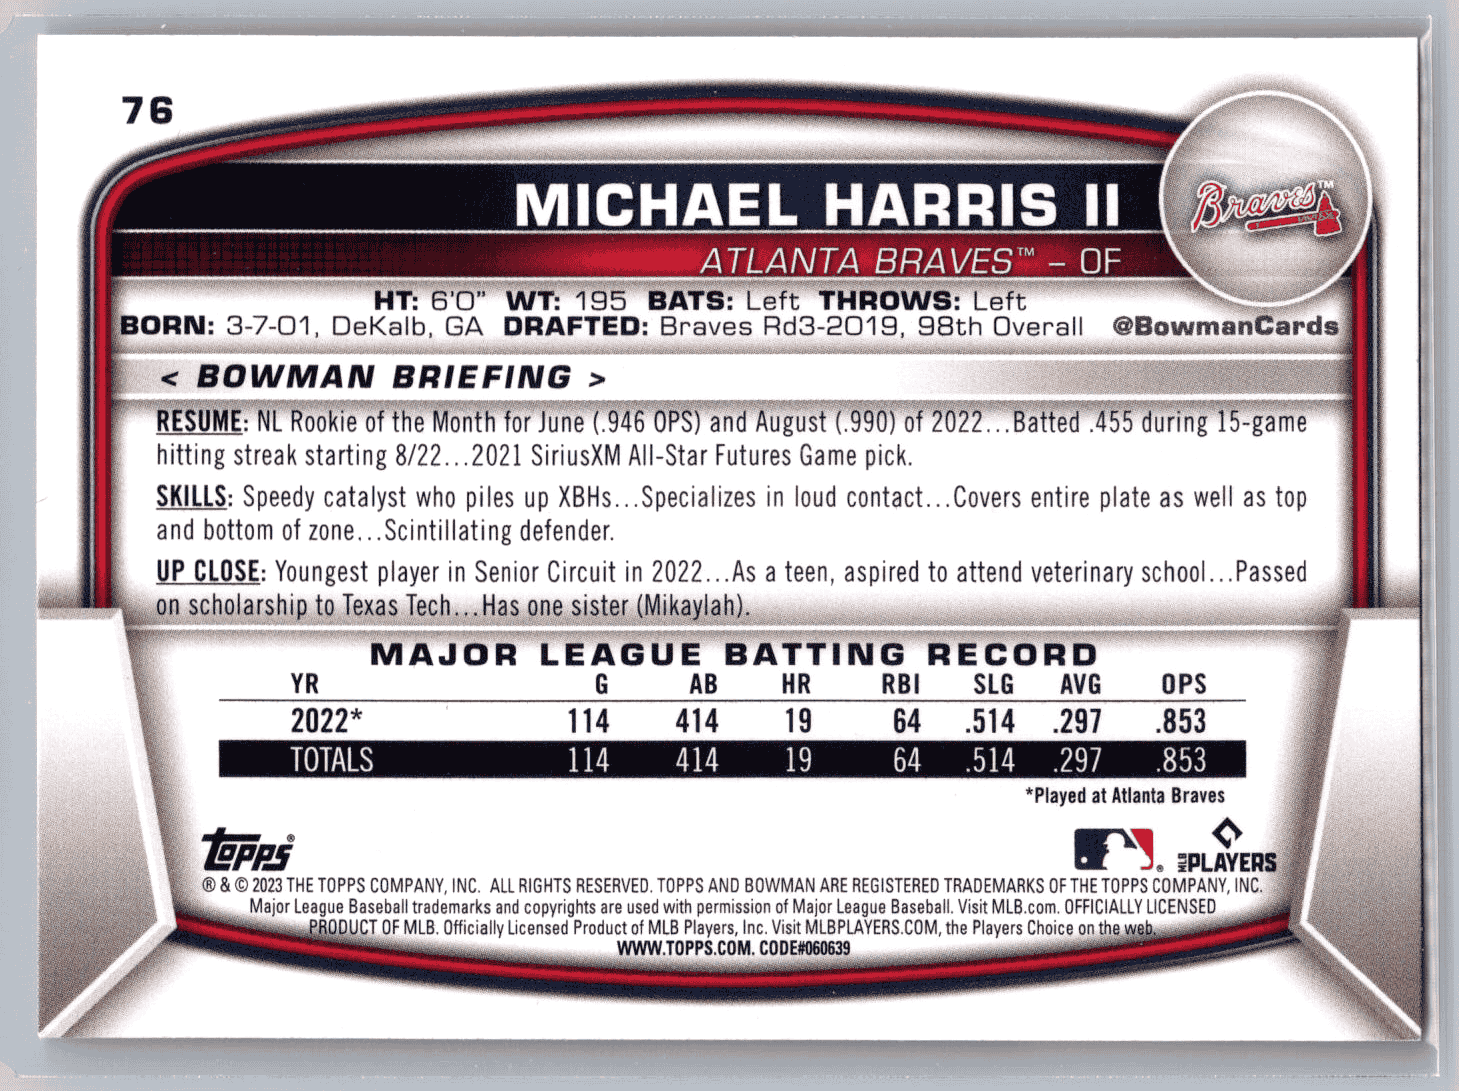 76
MICHAEL HARRIS II
Braves™
ATLANTA BRAVES™ – OF
HT: 6'0" WT: 195 BATS: Left THROWS: Left
BORN: 3-7-01, DeKalb, GA DRAFTED: Braves Rd3-2019, 98th Overall @BowmanCards
< BOWMAN BRIEFING >
RESUME: NL Rookie of the Month for June (.946 OPS) and August (.990) of 2022...Batted .455 during 15-game
hitting streak starting 8/22...2021 SiriusXM All-Star Futures Game pick.
SKILLS: Speedy catalyst who piles up XBHs...Specializes in loud contact...Covers entire plate as well as top
and bottom of zone...Scintillating defender.
UP CLOSE: Youngest player in Senior Circuit in 2022...As a teen, aspired to attend veterinary school...Passed
on scholarship to Texas Tech...Has one sister (Mikaylah).
MAJOR LEAGUE BATTING RECORD
YR G AB HR RBI SLG AVG OPS
2022* 114 414 19 64 .514 .297 .853
TOTALS 114 414 19 64 .514 .297 .853
*Played at Atlanta Braves
topps®
MLB PLAYERS
® & © 2023 THE TOPPS COMPANY, INC. ALL RIGHTS RESERVED. TOPPS AND BOWMAN ARE REGISTERED TRADEMARKS OF THE TOPPS COMPANY, INC.
Major League Baseball trademarks and copyrights are used with permission of Major League Baseball. Visit MLB.com. OFFICIALLY LICENSED
PRODUCT OF MLB. Officially Licensed Product of MLB Players, Inc. Visit MLBPLAYERS.COM, the Players Choice on the web.
WWW.TOPPS.COM. CODE#060639